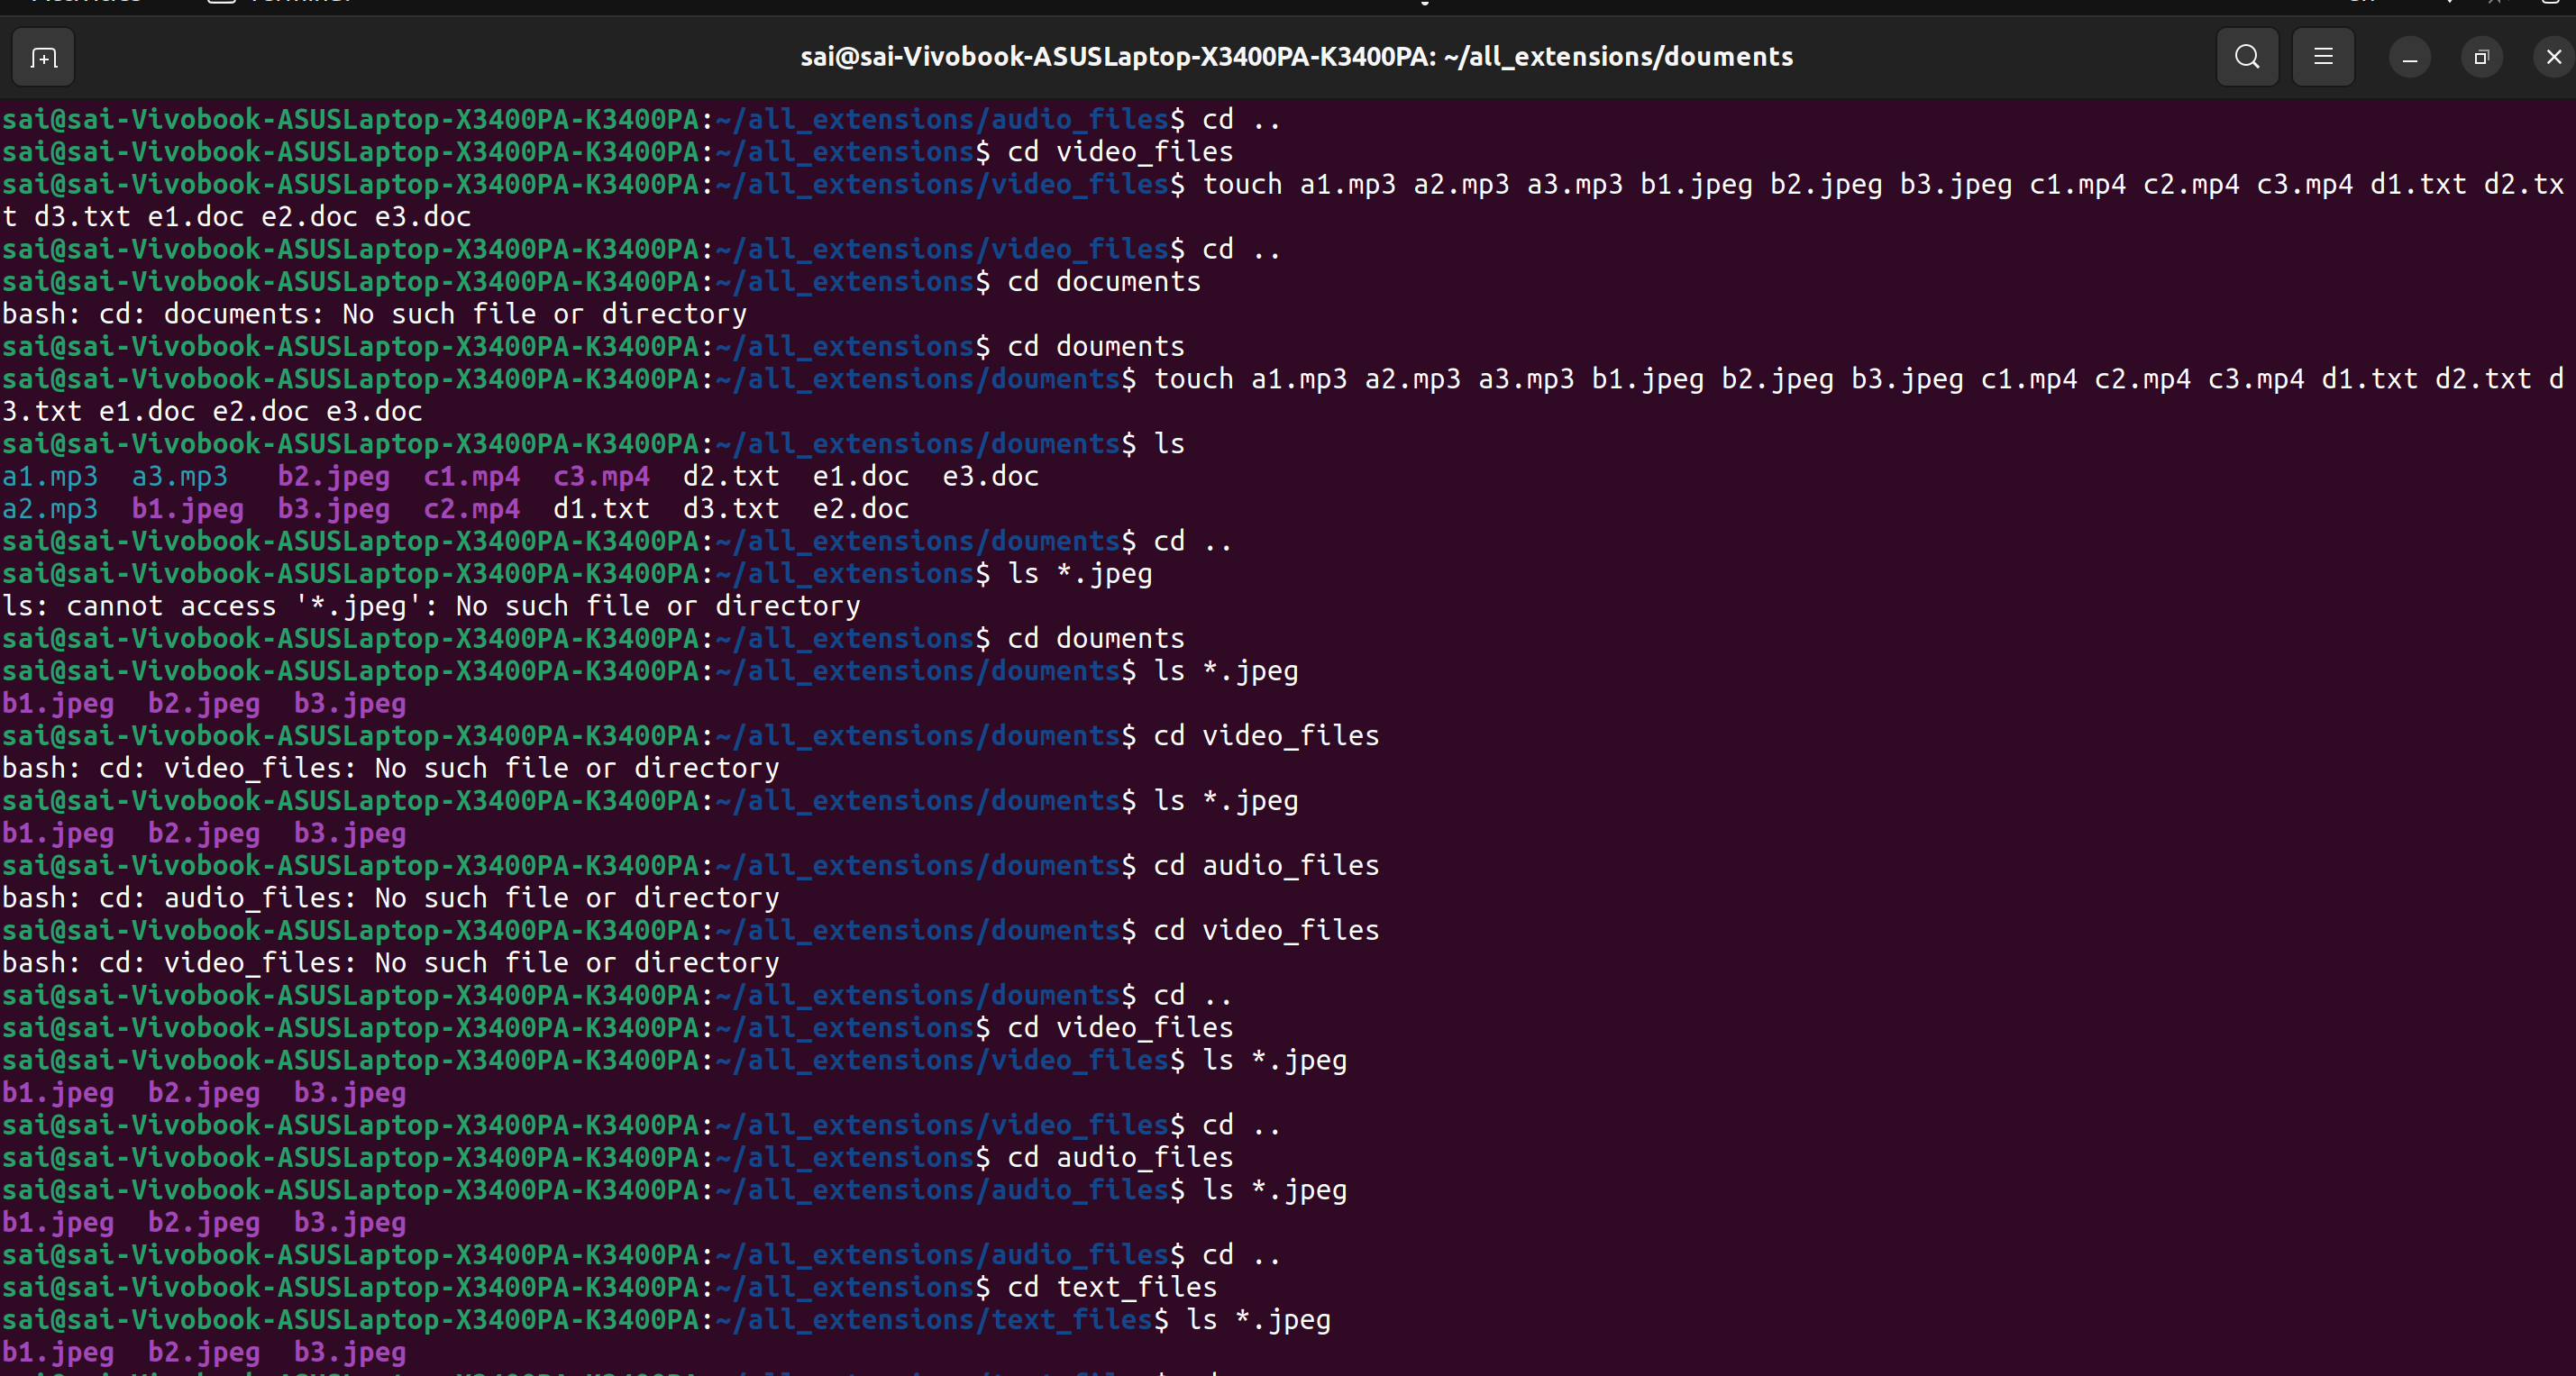 sai@sai-Vivobook-ASUSLaptop-X3400PA-K3400PA: ~/all_extensions/douments
sai@sai-Vivobook-ASUSLaptop-X3400PA-K3400PA:~/all_extensions/audio_files$ cd ..
sai@sai-Vivobook-ASUSLaptop-X3400PA-K3400PA:~/all_extensions$ cd video_files
sai@sai-Vivobook-ASUSLaptop-X3400PA-K3400PA:~/all_extensions/video_files$ touch a1.mp3 a2.mp3 a3.mp3 b1.jpeg b2.jpeg b3.jpeg c1.mp4 c2.mp4 c3.mp4 d1.txt d2.tx
t d3.txt e1.doc e2.doc e3.doc
sai@sai-Vivobook-ASUSLaptop-X3400PA-K3400PA:~/all_extensions/video_files$ cd ..
sai@sai-Vivobook-ASUSLaptop-X3400PA-K3400PA:~/all_extensions$ cd documents
bash: cd: documents: No such file or directory
sai@sai-Vivobook-ASUSLaptop-X3400PA-K3400PA:~/all_extensions$ cd douments
sai@sai-Vivobook-ASUSLaptop-X3400PA-K3400PA:~/all_extensions/douments$ touch a1.mp3 a2.mp3 a3.mp3 b1.jpeg b2.jpeg b3.jpeg c1.mp4 c2.mp4 c3.mp4 d1.txt d2.txt d
3.txt e1.doc e2.doc e3.doc
sai@sai-Vivobook-ASUSLaptop-X3400PA-K3400PA:~/all_extensions/douments$ ls
a1.mp3  a3.mp3   b2.jpeg  c1.mp4  c3.mp4  d2.txt  e1.doc  e3.doc
a2.mp3  b1.jpeg  b3.jpeg  c2.mp4  d1.txt  d3.txt  e2.doc
sai@sai-Vivobook-ASUSLaptop-X3400PA-K3400PA:~/all_extensions/douments$ cd ..
sai@sai-Vivobook-ASUSLaptop-X3400PA-K3400PA:~/all_extensions$ ls *.jpeg
ls: cannot access '*.jpeg': No such file or directory
sai@sai-Vivobook-ASUSLaptop-X3400PA-K3400PA:~/all_extensions$ cd douments
sai@sai-Vivobook-ASUSLaptop-X3400PA-K3400PA:~/all_extensions/douments$ ls *.jpeg
b1.jpeg  b2.jpeg  b3.jpeg
sai@sai-Vivobook-ASUSLaptop-X3400PA-K3400PA:~/all_extensions/douments$ cd video_files
bash: cd: video_files: No such file or directory
sai@sai-Vivobook-ASUSLaptop-X3400PA-K3400PA:~/all_extensions/douments$ ls *.jpeg
b1.jpeg  b2.jpeg  b3.jpeg
sai@sai-Vivobook-ASUSLaptop-X3400PA-K3400PA:~/all_extensions/douments$ cd audio_files
bash: cd: audio_files: No such file or directory
sai@sai-Vivobook-ASUSLaptop-X3400PA-K3400PA:~/all_extensions/douments$ cd video_files
bash: cd: video_files: No such file or directory
sai@sai-Vivobook-ASUSLaptop-X3400PA-K3400PA:~/all_extensions/douments$ cd ..
sai@sai-Vivobook-ASUSLaptop-X3400PA-K3400PA:~/all_extensions$ cd video_files
sai@sai-Vivobook-ASUSLaptop-X3400PA-K3400PA:~/all_extensions/video_files$ ls *.jpeg
b1.jpeg  b2.jpeg  b3.jpeg
sai@sai-Vivobook-ASUSLaptop-X3400PA-K3400PA:~/all_extensions/video_files$ cd ..
sai@sai-Vivobook-ASUSLaptop-X3400PA-K3400PA:~/all_extensions$ cd audio_files
sai@sai-Vivobook-ASUSLaptop-X3400PA-K3400PA:~/all_extensions/audio_files$ ls *.jpeg
b1.jpeg  b2.jpeg  b3.jpeg
sai@sai-Vivobook-ASUSLaptop-X3400PA-K3400PA:~/all_extensions/audio_files$ cd ..
sai@sai-Vivobook-ASUSLaptop-X3400PA-K3400PA:~/all_extensions$ cd text_files
sai@sai-Vivobook-ASUSLaptop-X3400PA-K3400PA:~/all_extensions/text_files$ ls *.jpeg
b1.jpeg  b2.jpeg  b3.jpeg